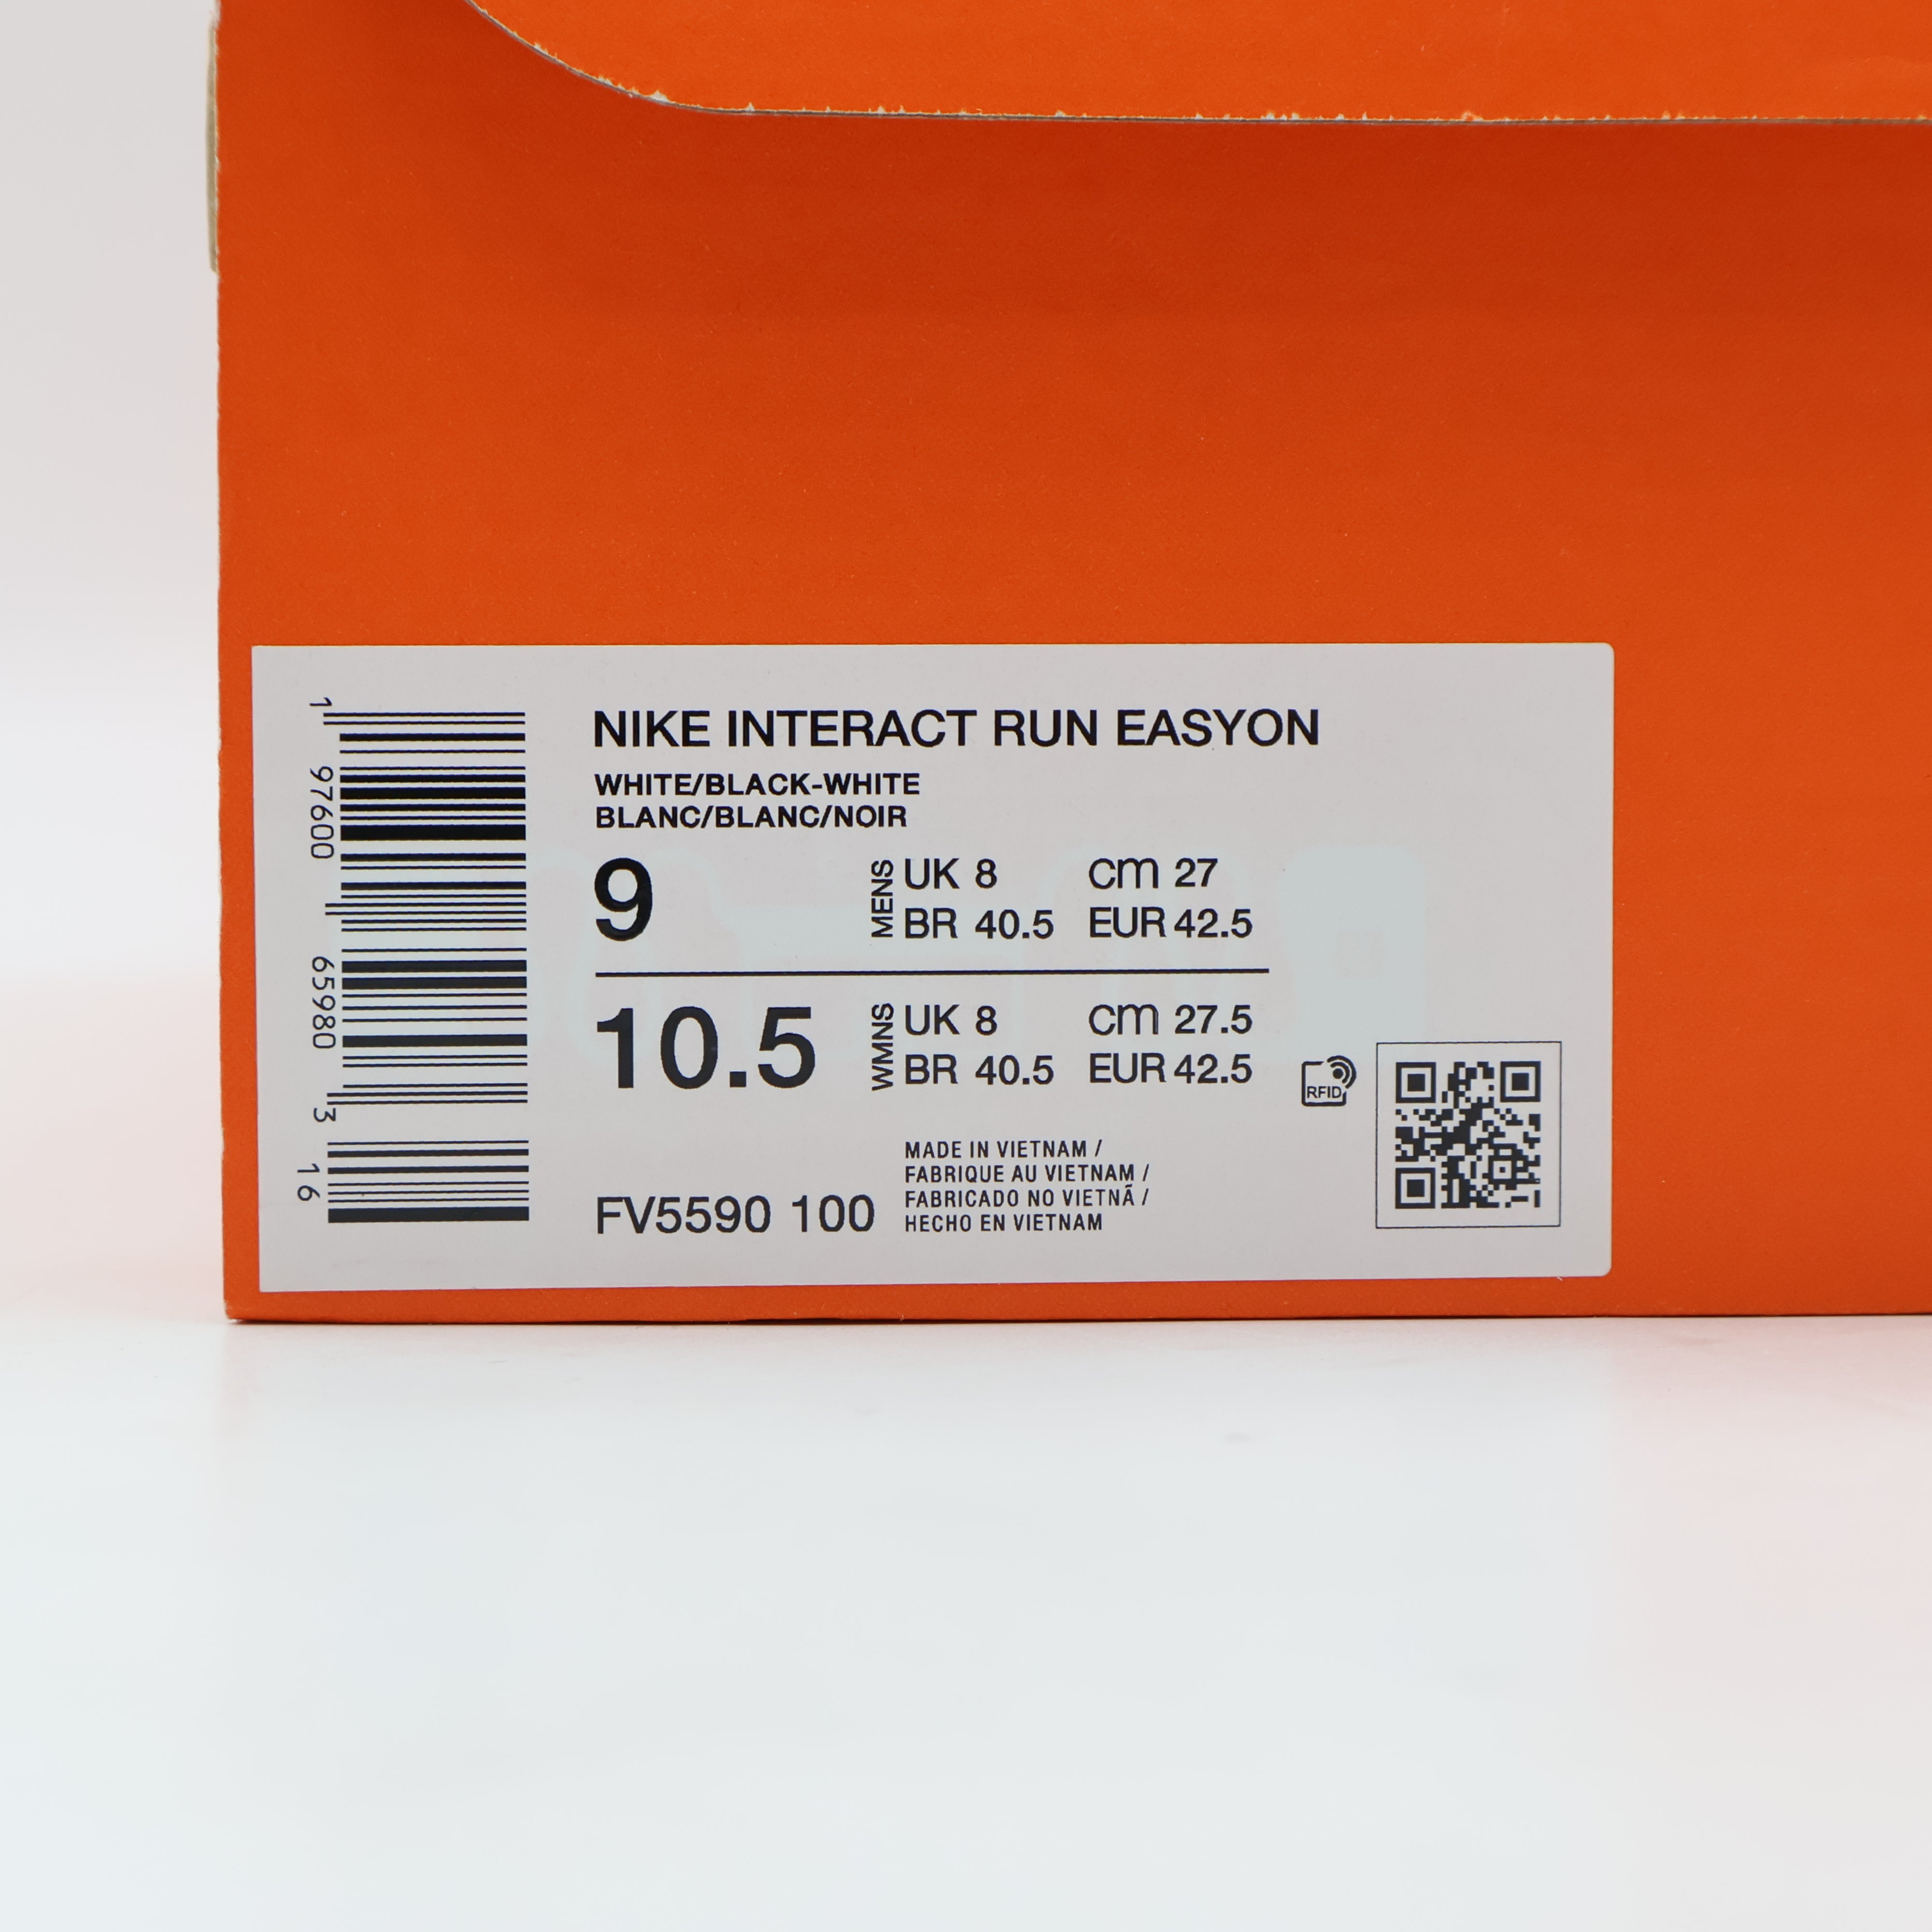 1 97600 65980 3 16
NIKE INTERACT RUN EASYON
WHITE/BLACK-WHITE
BLANC/BLANC/NOIR
9 MENS UK 8 CM 27
BR 40.5 EUR 42.5
10.5 WMNS UK 8 CM 27.5
BR 40.5 EUR 42.5
RFID
MADE IN VIETNAM /
FABRIQUE AU VIETNAM /
FABRICADO NO VIETNÃ /
HECHO EN VIETNAM
FV5590 100